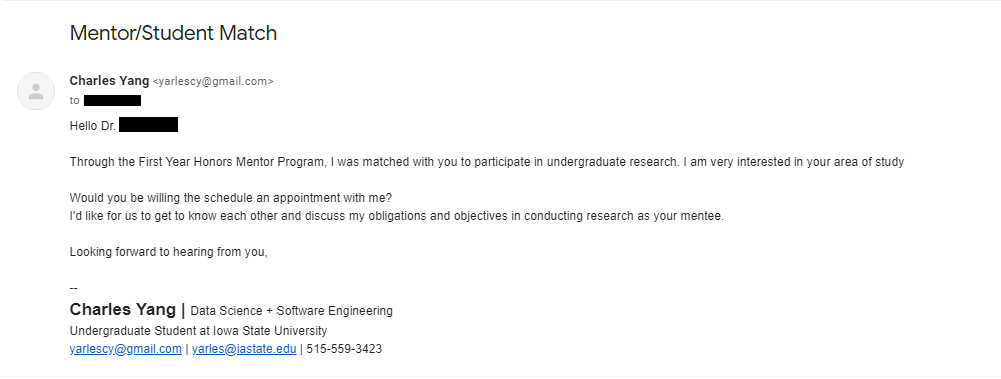 Mentor/Student Match
Charles Yang <yarlescy@gmail.com>
to
Hello Dr.
Through the First Year Honors Mentor Program, I was matched with you to participate in undergraduate research. I am very interested in your area of study
Would you be willing the schedule an appointment with me?
I'd like for us to get to know each other and discuss my obligations and objectives in conducting research as your mentee.
Looking forward to hearing from you,
--
Charles Yang | Data Science + Software Engineering
Undergraduate Student at Iowa State University
yarlescy@gmail.com | yarles@iastate.edu | 515-559-3423